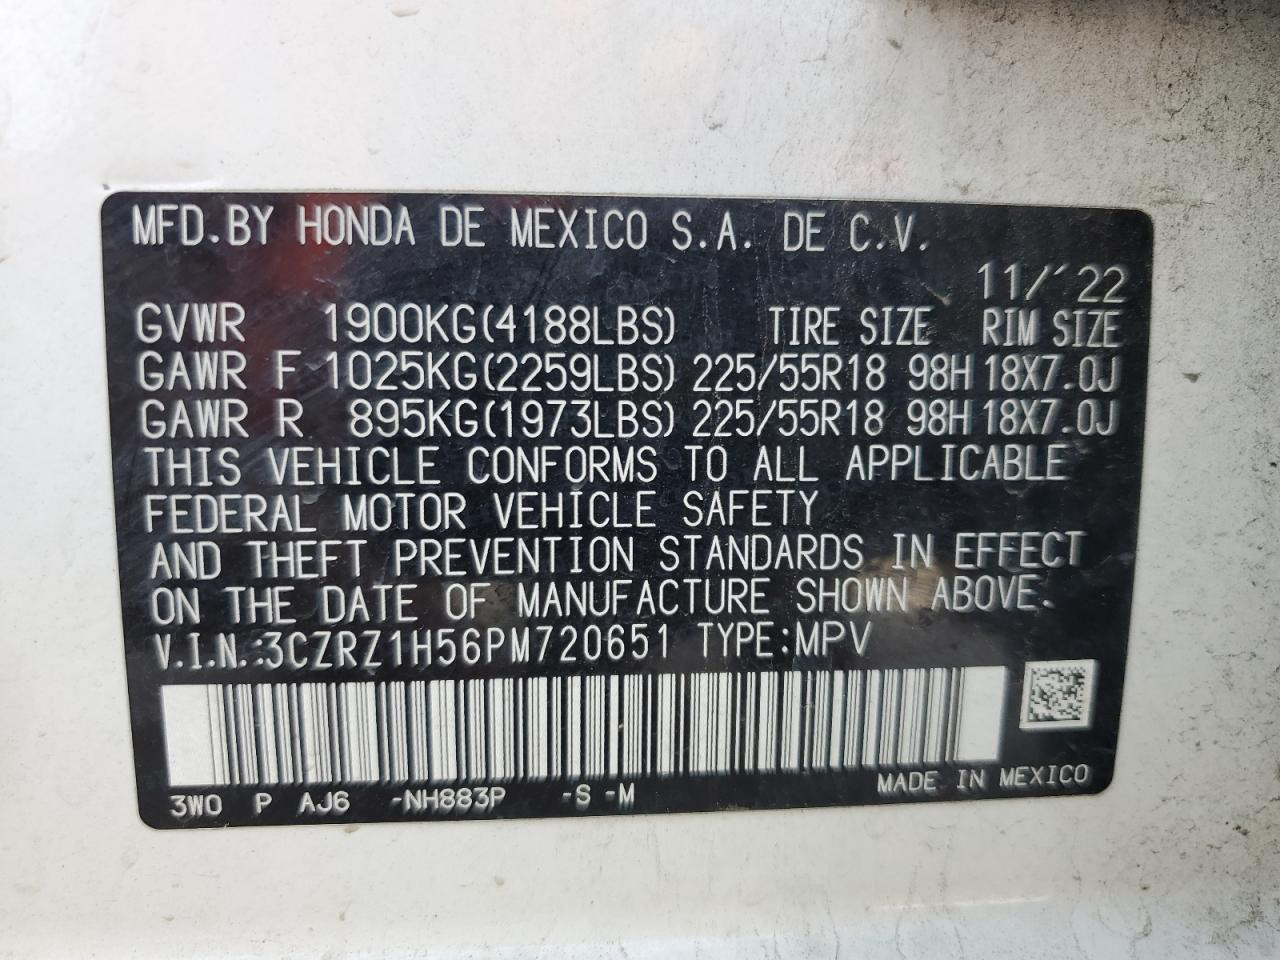 MFD.BY HONDA DE MEXICO S.A. DE C.V.
11/'22
GVWR 1900KG(4188LBS) TIRE SIZE RIM SIZE
GAWR F 1025KG(2259LBS) 225/55R18 98H 18X7.0J
GAWR R 895KG(1973LBS) 225/55R18 98H 18X7.0J
THIS VEHICLE CONFORMS TO ALL APPLICABLE
FEDERAL MOTOR VEHICLE SAFETY
AND THEFT PREVENTION STANDARDS IN EFFECT
ON THE DATE OF MANUFACTURE SHOWN ABOVE.
V.I.N.:3CZRZ1H56PM720651 TYPE:MPV
3W0 P AJ6 -NH883P -S -M MADE IN MEXICO